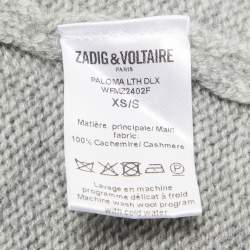 ZADIG & VOLTAIRE
PARIS
PALOMA LTH DLX
WFMZ2402F
XS/S
Matière principale/Main
fabric:
100% Cachemire/Cashmere
Lavage en machine
programme délicat à froid
Machine wash wool program
with cold water